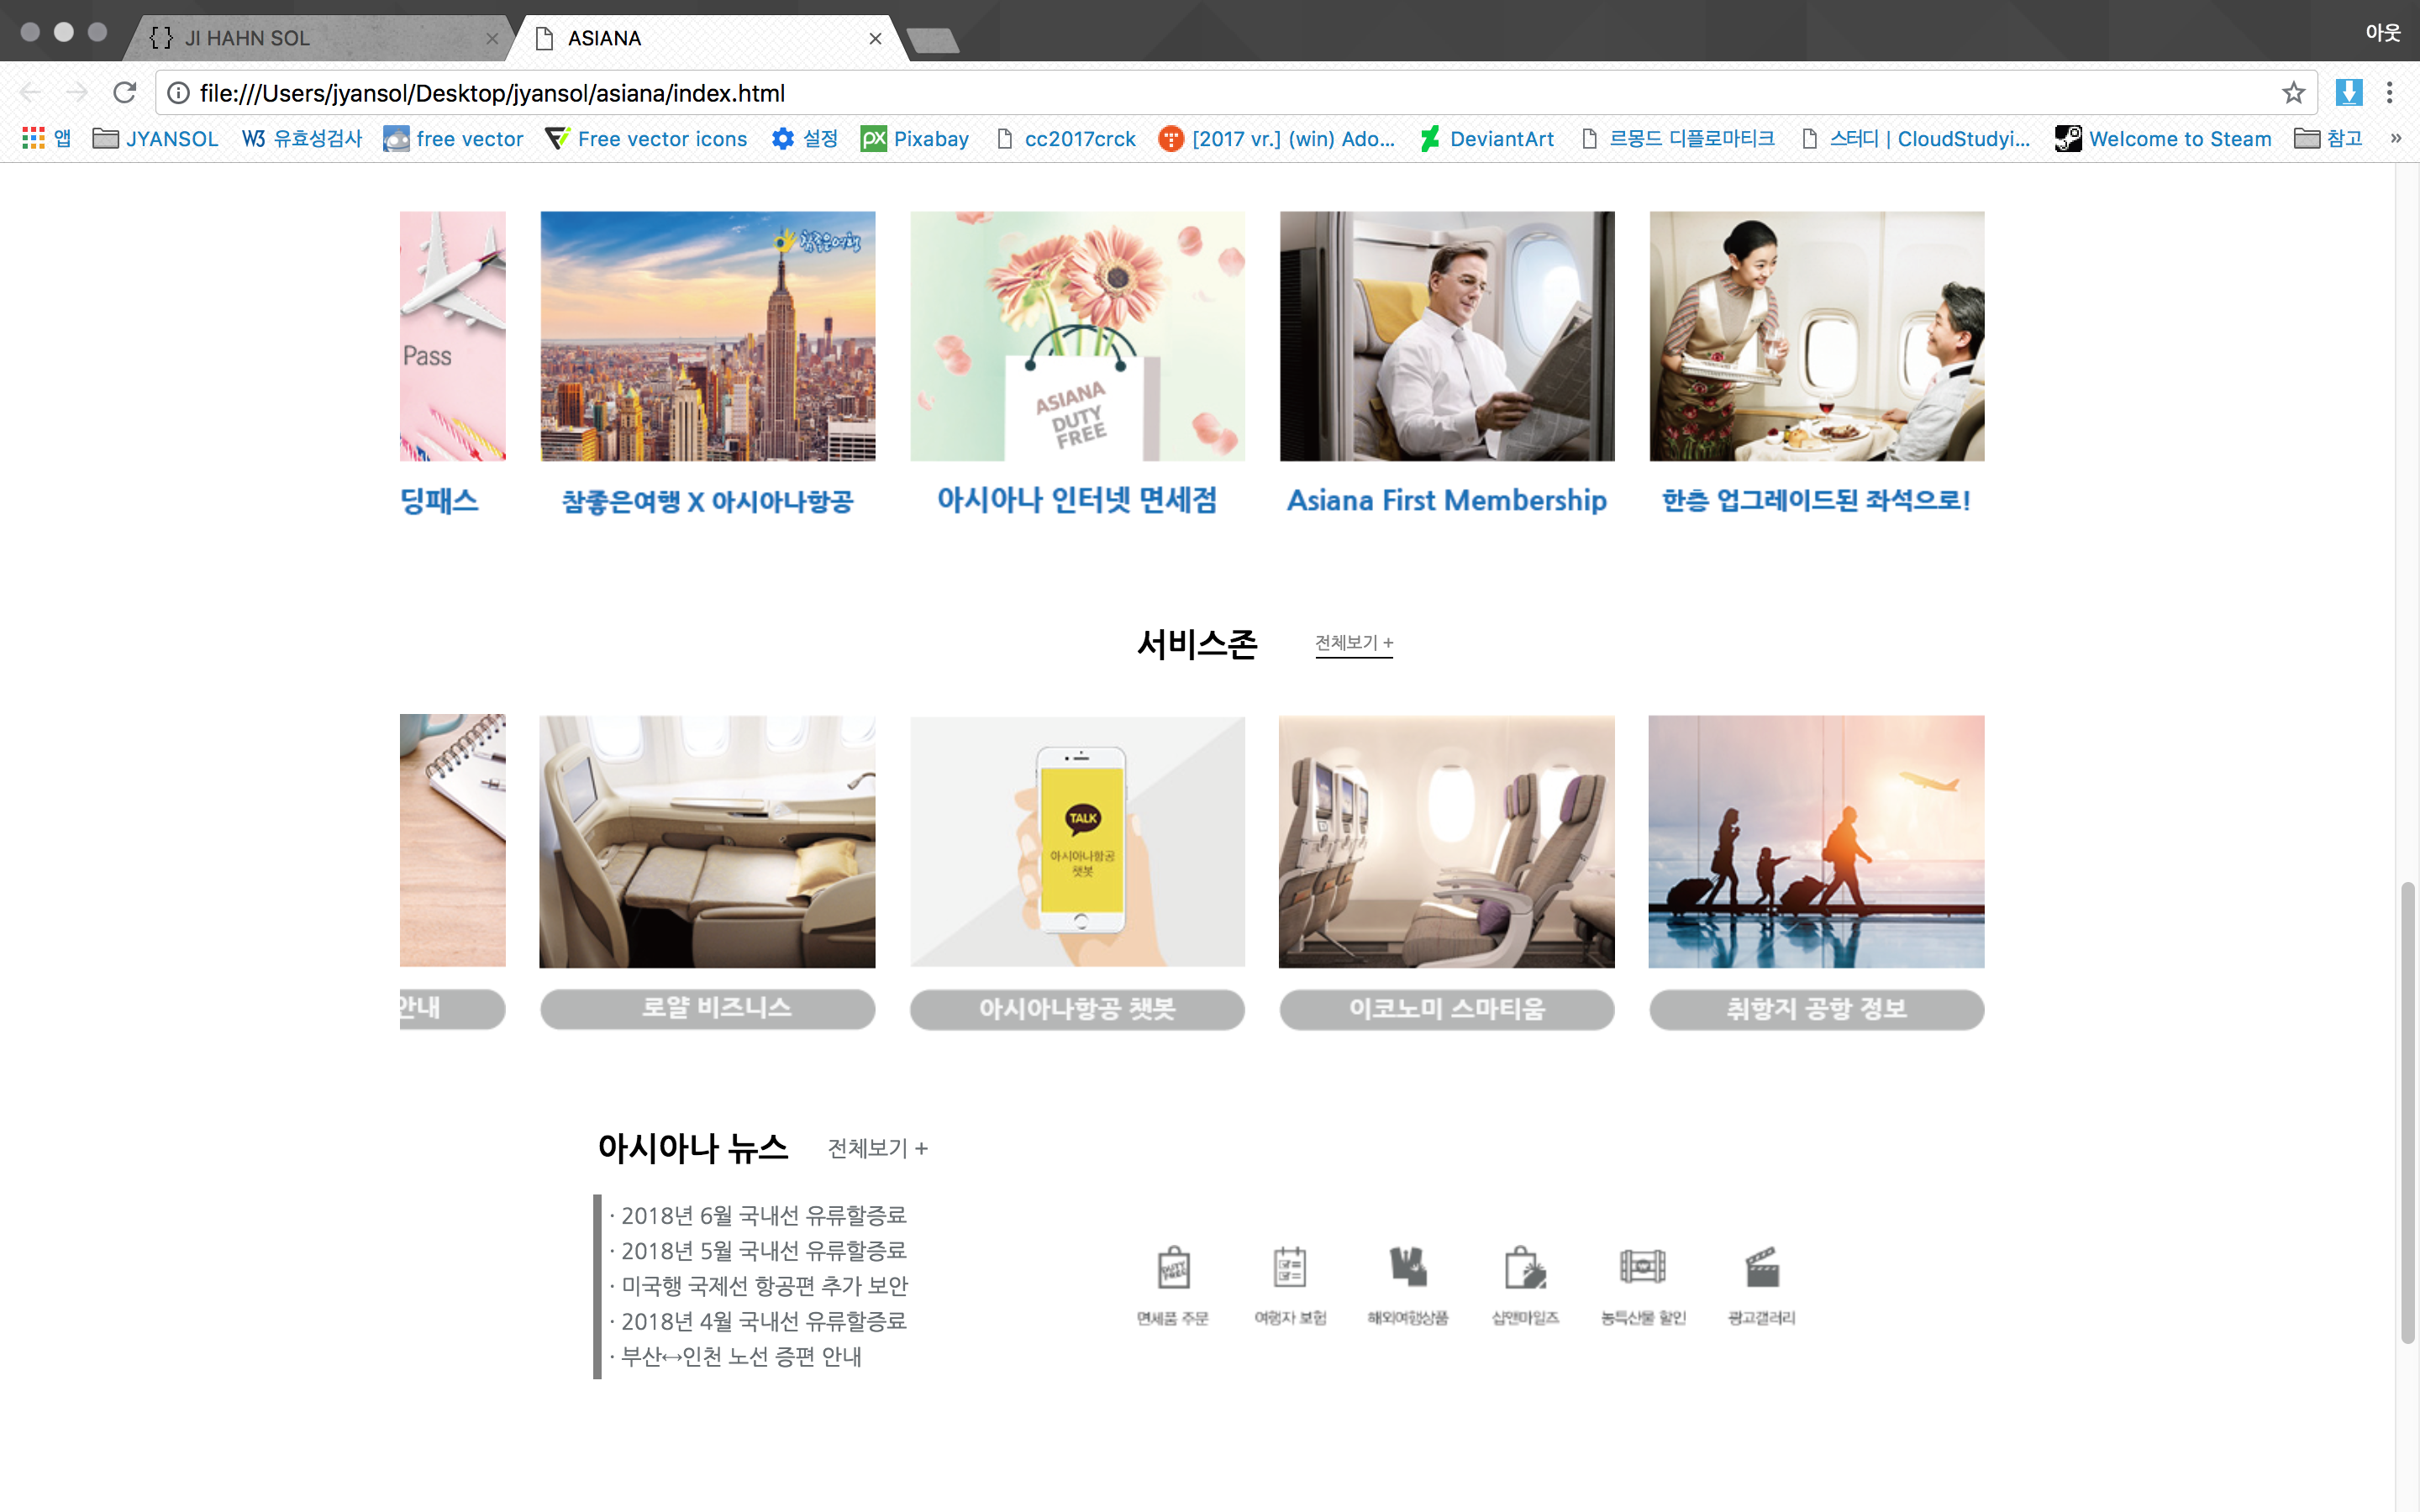 JI HAHN SOL
ASIANA
아웃
file:///Users/jyansol/Desktop/jyansol/asiana/index.html
앱 JYANSOL W3 유효성검사 free vector Free vector icons 설정 px Pixabay cc2017crck [2017 vr.] (win) Ado... DeviantArt 르몽드 디플로마티크 스터디 | CloudStudyi... Welcome to Steam 참고 »
Pass
참좋은여행
ASIANA
DUTY
FREE
딩패스
참좋은여행 X 아시아나항공
아시아나 인터넷 면세점
Asiana First Membership
한층 업그레이드된 좌석으로!
서비스존
전체보기 +
TALK
아시아나항공
챗봇
안내
로얄 비즈니스
아시아나항공 챗봇
이코노미 스마티움
취항지 공항 정보
아시아나 뉴스
전체보기 +
· 2018년 6월 국내선 유류할증료
· 2018년 5월 국내선 유류할증료
· 미국행 국제선 항공편 추가 보안
· 2018년 4월 국내선 유류할증료
· 부산↔인천 노선 증편 안내
DUTY
FREE
면세품 주문
여행자 보험
해외여행상품
샵앤마일즈
농특산물 할인
광고갤러리